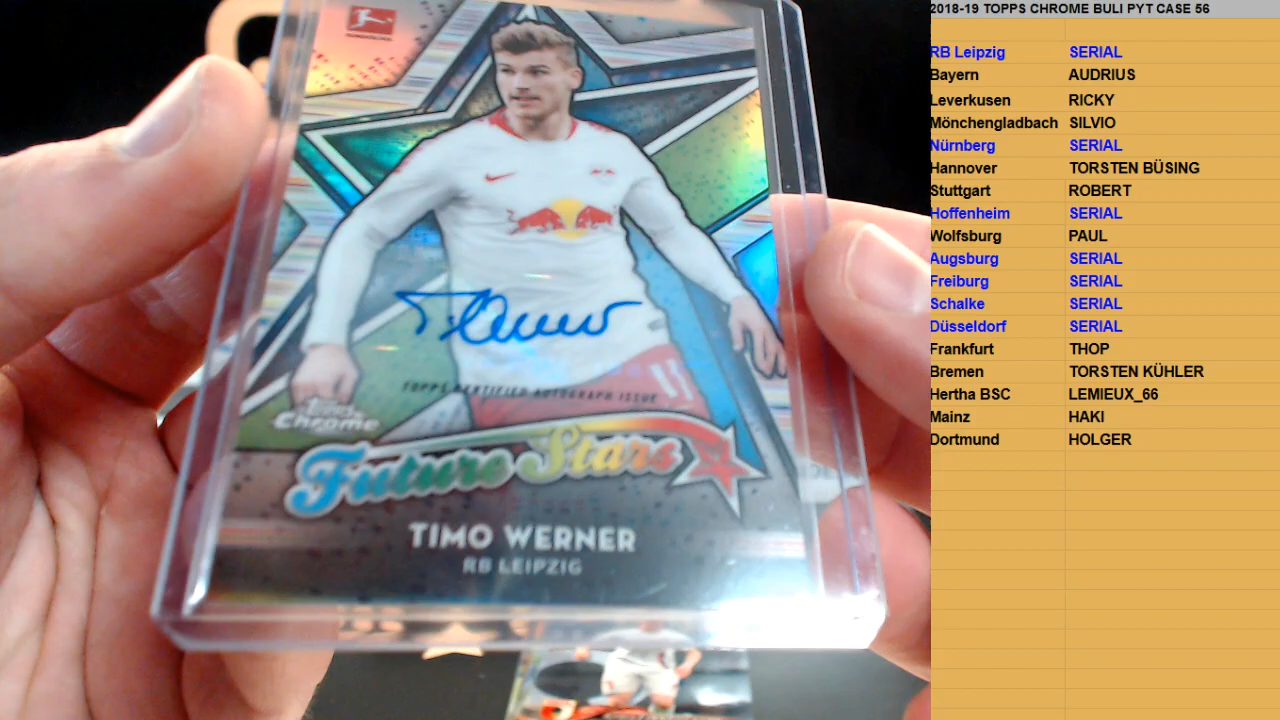 2018-19 TOPPS CHROME BULI PYT CASE 56
RB Leipzig SERIAL
Bayern AUDRIUS
Leverkusen RICKY
Mönchengladbach SILVIO
Nürnberg SERIAL
Hannover TORSTEN BÜSING
Stuttgart ROBERT
Hoffenheim SERIAL
Wolfsburg PAUL
Augsburg SERIAL
Freiburg SERIAL
Schalke SERIAL
Düsseldorf SERIAL
Frankfurt THOP
Bremen TORSTEN KÜHLER
Hertha BSC LEMIEUX_66
Mainz HAKI
Dortmund HOLGER
BUNDESLIGA
TOPPS CERTIFIED AUTOGRAPH ISSUE
Topps
Chrome
Future Stars
TIMO WERNER
RB LEIPZIG